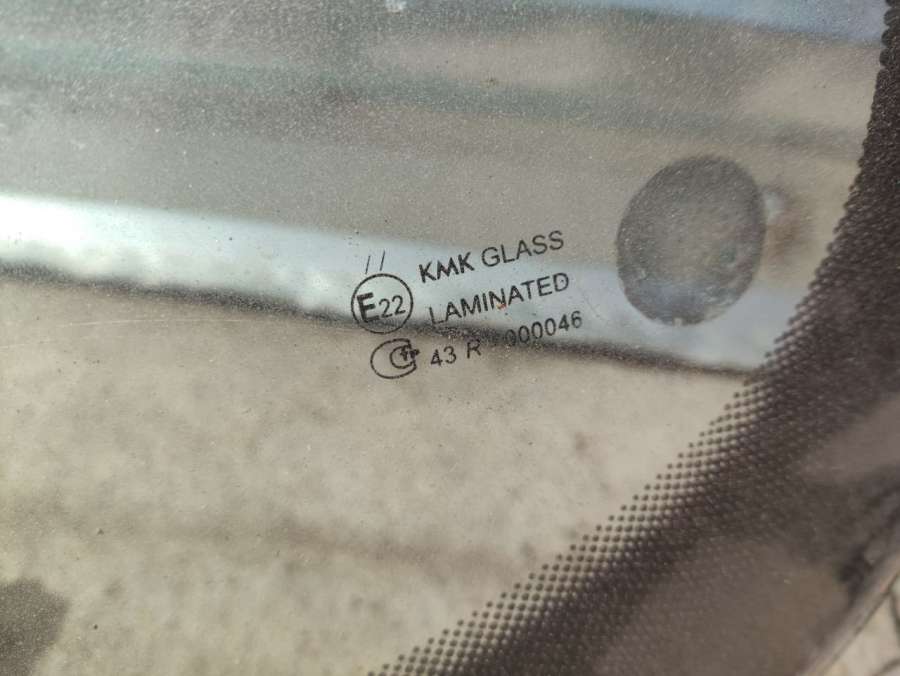 //
KMK GLASS
E22
LAMINATED
43 R 000046